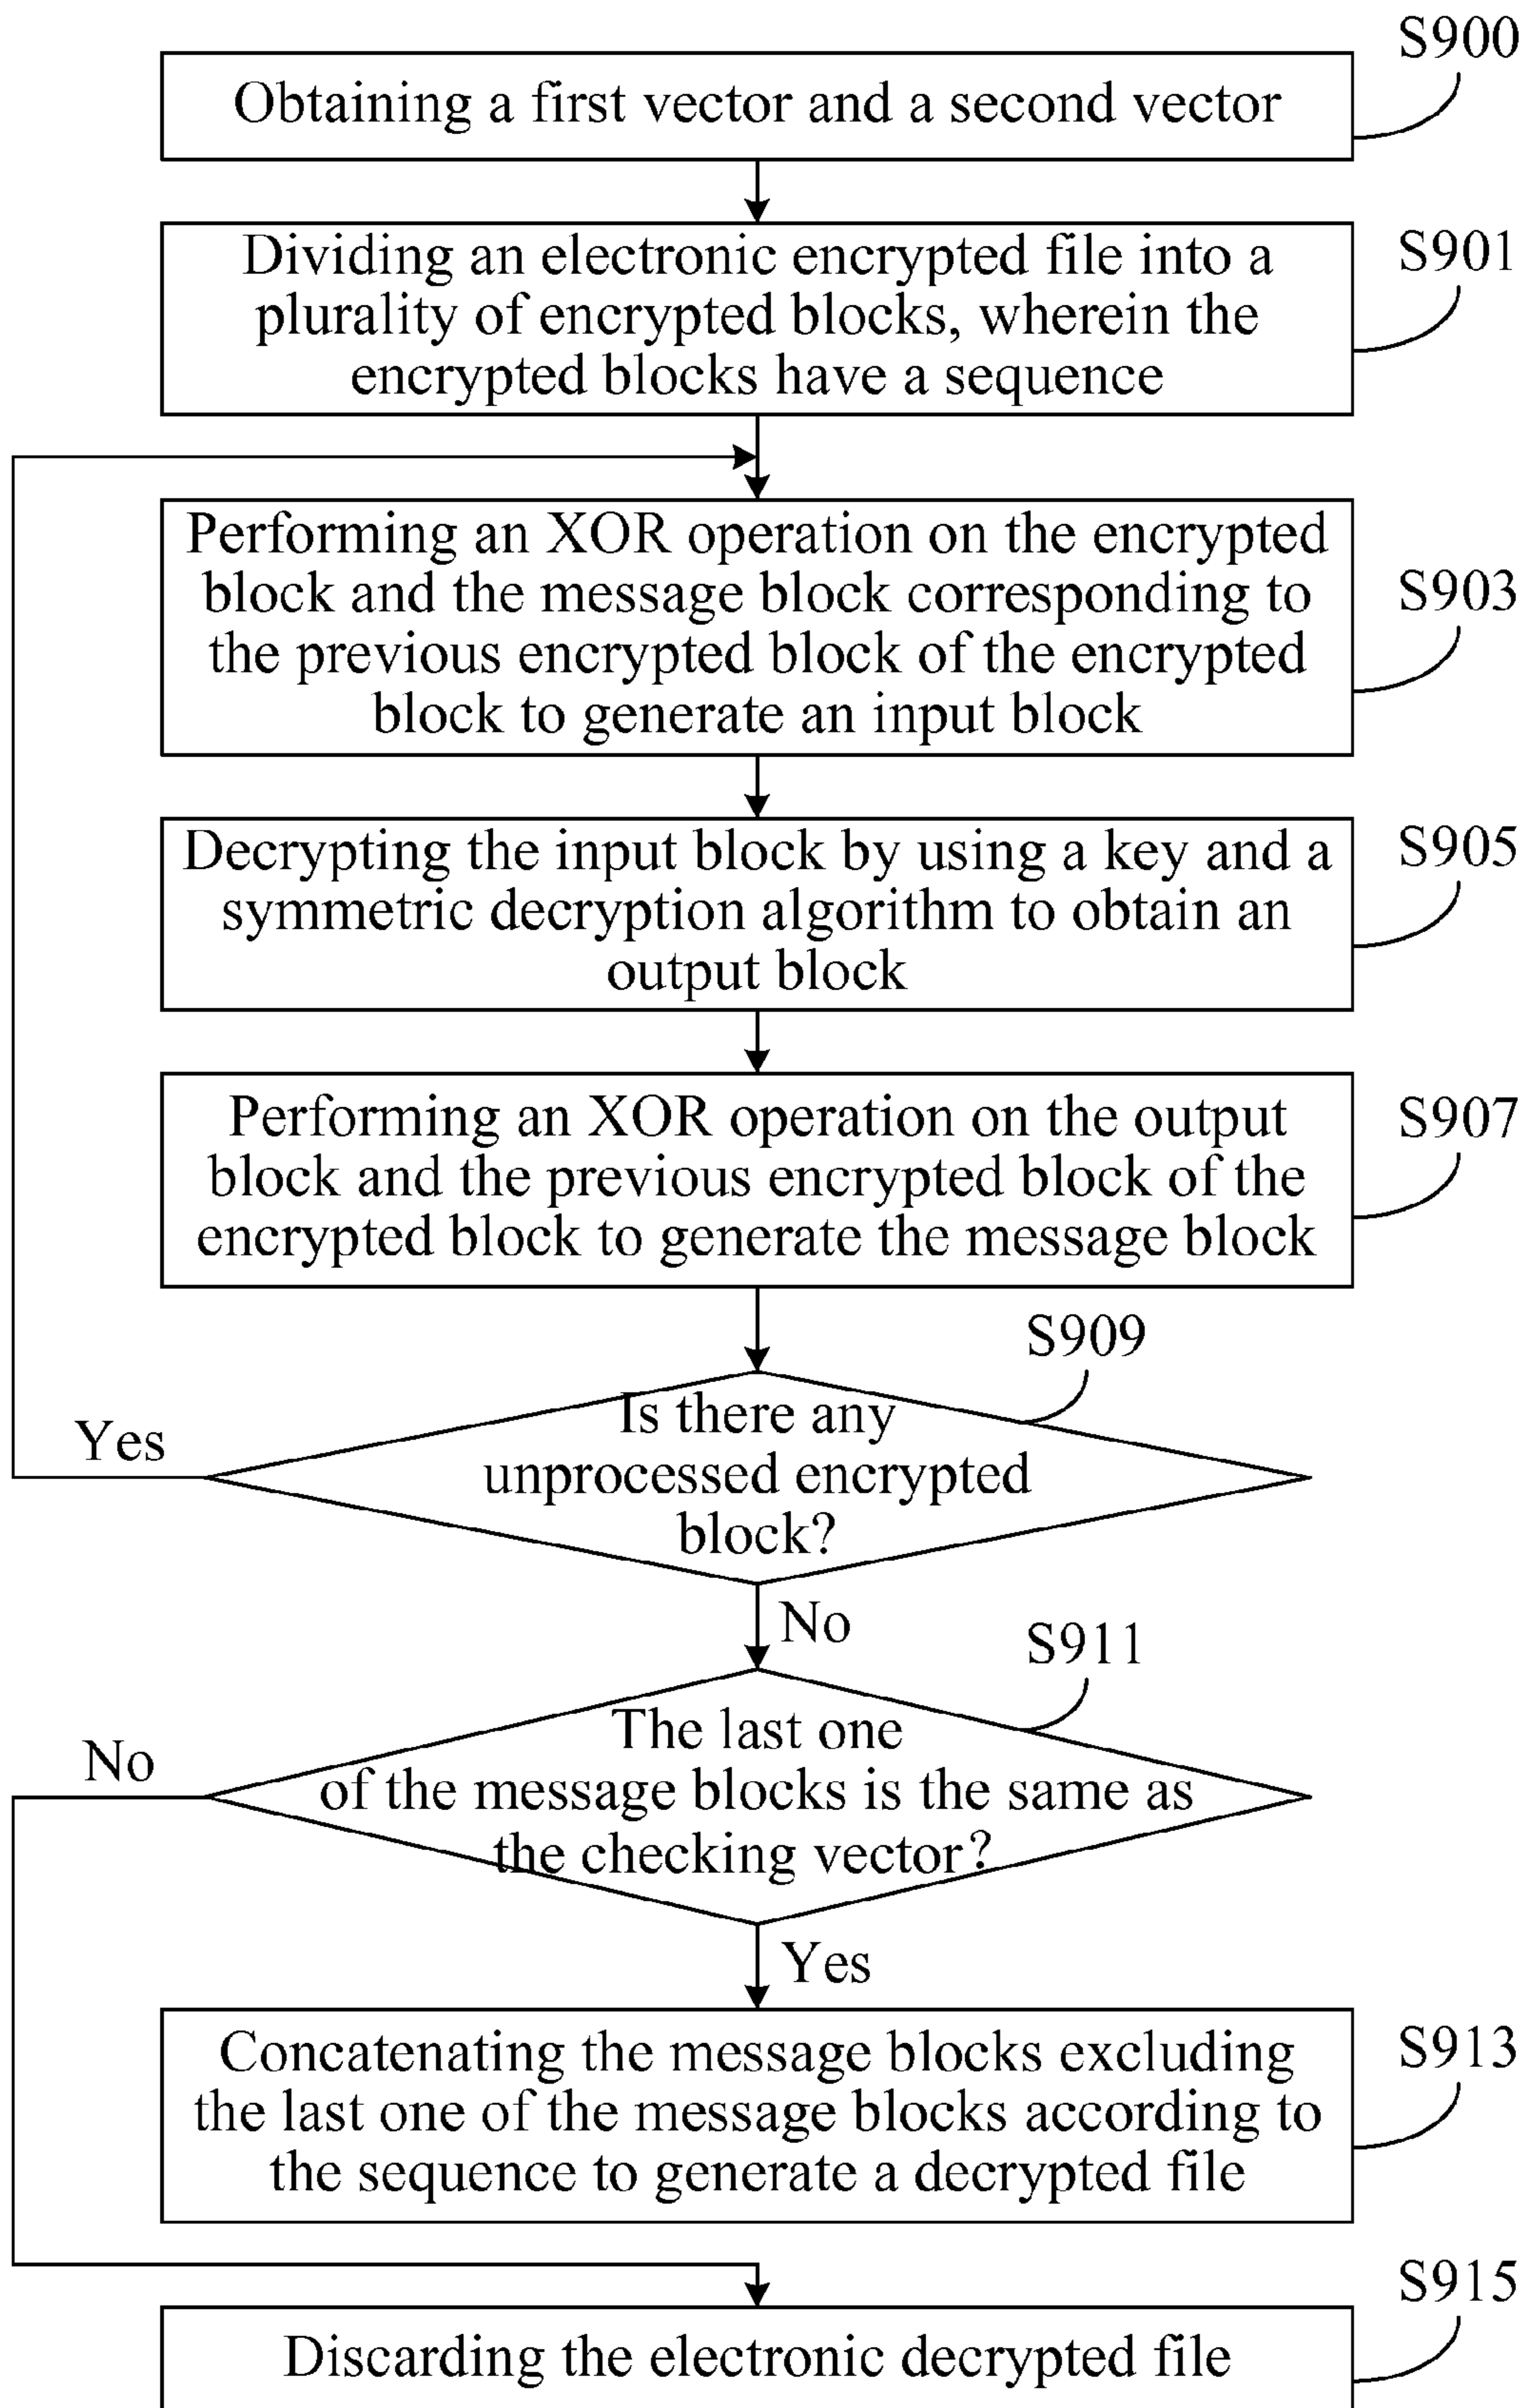 S900
Obtaining a first vector and a second vector
S901
Dividing an electronic encrypted file into a
plurality of encrypted blocks, wherein the
encrypted blocks have a sequence
Performing an XOR operation on the encrypted
block and the message block corresponding to
the previous encrypted block of the encrypted
block to generate an input block
S903
Decrypting the input block by using a key and a
symmetric decryption algorithm to obtain an
output block
S905
Performing an XOR operation on the output
block and the previous encrypted block of the
encrypted block to generate the message block
S907
S909
Is there any
unprocessed encrypted
block?
Yes
No
S911
The last one
of the message blocks is the same as
the checking vector?
No
Yes
Concatenating the message blocks excluding
the last one of the message blocks according to
the sequence to generate a decrypted file
S913
S915
Discarding the electronic decrypted file